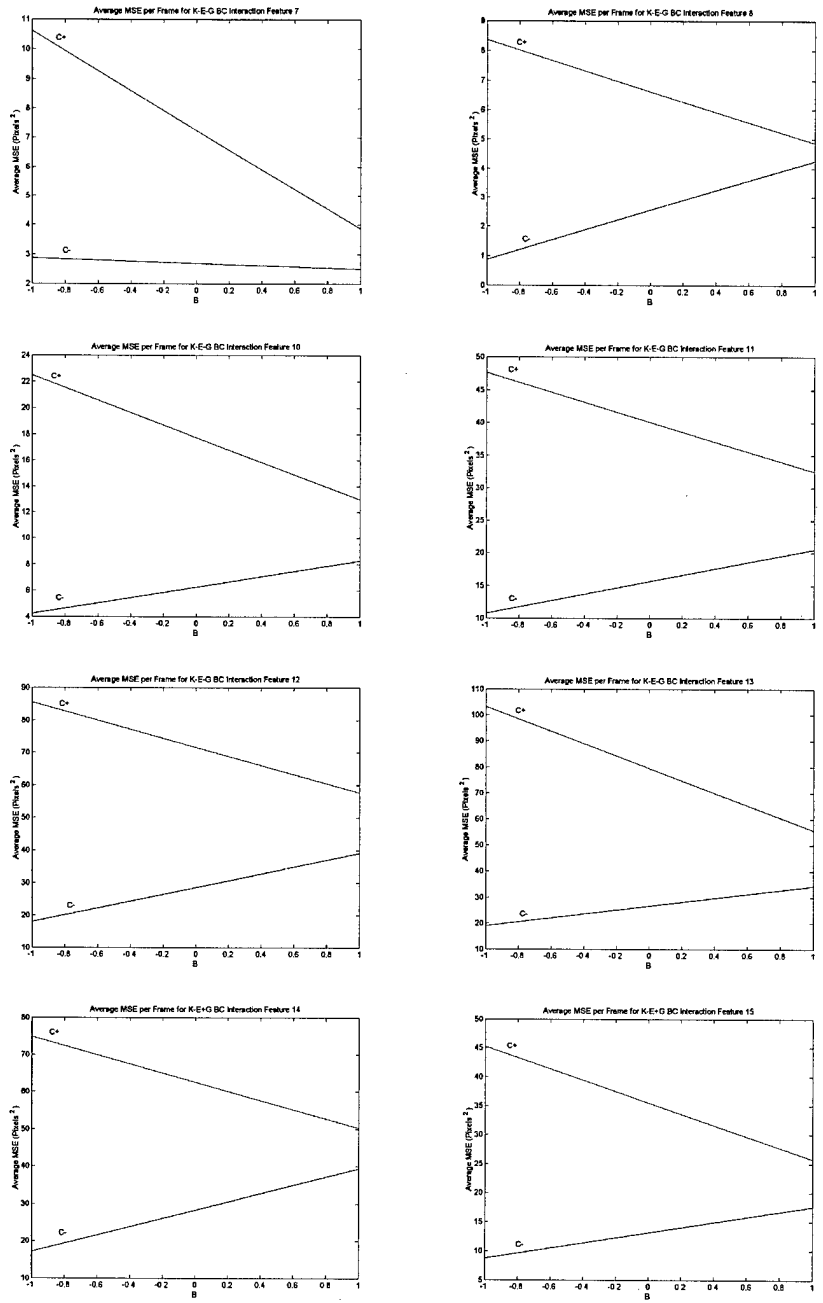 Average MSE per Frame for K-E-G BC Interaction Feature 7
11
10
9
8
7
6
5
4
3
2
Average MSE (Pixels^2)
C+
C-
-1 -0.8 -0.6 -0.4 -0.2 0 0.2 0.4 0.6 0.8 1
B
Average MSE per Frame for K-E-G BC Interaction Feature 8
9
8
7
6
5
4
3
2
1
0
Average MSE (Pixels^2)
C+
C-
-1 -0.8 -0.6 -0.4 -0.2 0 0.2 0.4 0.6 0.8 1
B
Average MSE per Frame for K-E-G BC Interaction Feature 10
24
22
20
18
16
14
12
10
8
6
4
Average MSE (Pixels^2)
C+
C-
-1 -0.8 -0.6 -0.4 -0.2 0 0.2 0.4 0.6 0.8 1
B
Average MSE per Frame for K-E-G BC Interaction Feature 11
50
45
40
35
30
25
20
15
10
Average MSE (Pixels^2)
C+
C-
-1 -0.8 -0.6 -0.4 -0.2 0 0.2 0.4 0.6 0.8 1
B
Average MSE per Frame for K-E-G BC Interaction Feature 12
90
80
70
60
50
40
30
20
10
Average MSE (Pixels^2)
C+
C-
-1 -0.8 -0.6 -0.4 -0.2 0 0.2 0.4 0.6 0.8 1
B
Average MSE per Frame for K-E-G BC Interaction Feature 13
110
100
90
80
70
60
50
40
30
20
10
Average MSE (Pixels^2)
C+
C-
-1 -0.8 -0.6 -0.4 -0.2 0 0.2 0.4 0.6 0.8 1
B
Average MSE per Frame for K-E+G BC Interaction Feature 14
80
70
60
50
40
30
20
10
Average MSE (Pixels^2)
C+
C-
-1 -0.8 -0.6 -0.4 -0.2 0 0.2 0.4 0.6 0.8 1
B
Average MSE per Frame for K-E+G BC Interaction Feature 15
50
45
40
35
30
25
20
15
10
5
Average MSE (Pixels^2)
C+
C-
-1 -0.8 -0.6 -0.4 -0.2 0 0.2 0.4 0.6 0.8 1
B